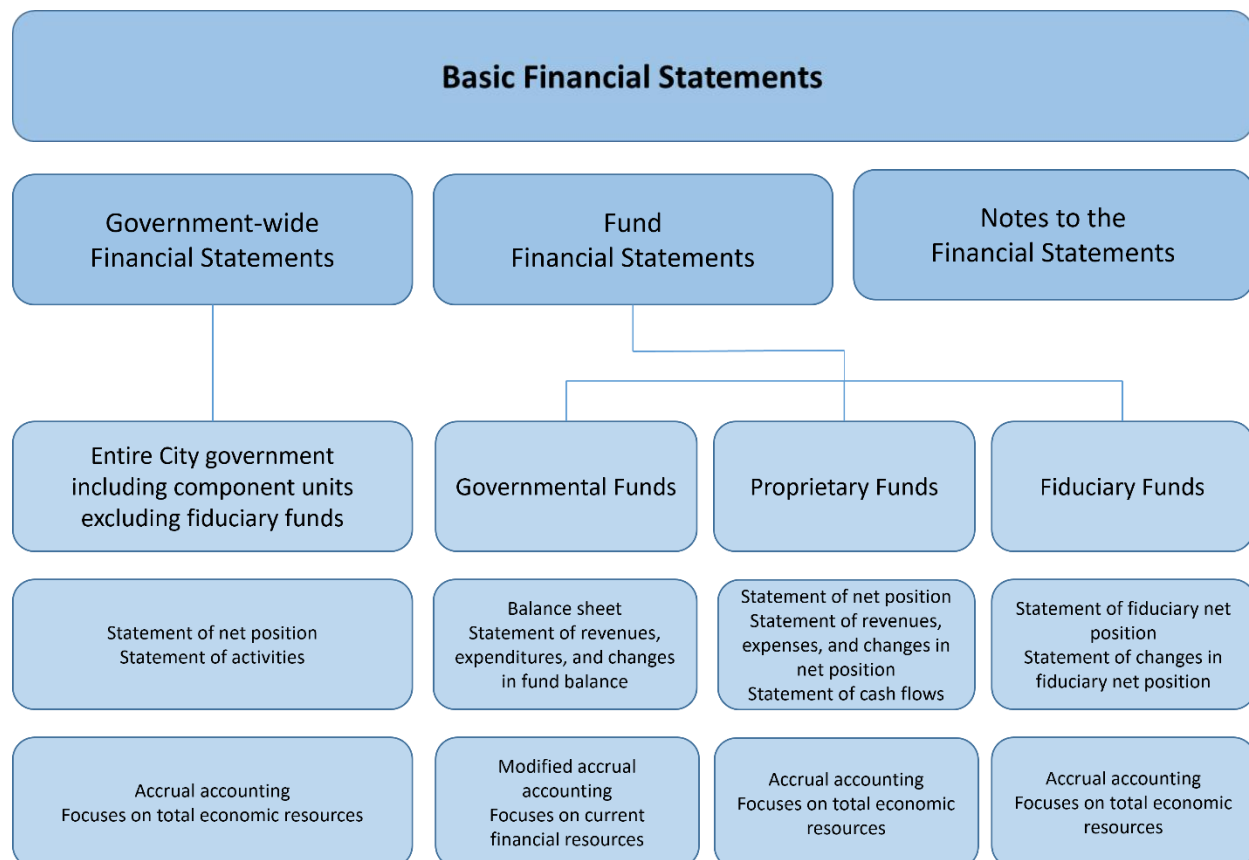 Basic Financial Statements
Government-wide
Financial Statements
Fund
Financial Statements
Notes to the
Financial Statements
Entire City government
including component units
excluding fiduciary funds
Governmental Funds
Proprietary Funds
Fiduciary Funds
Statement of net position
Statement of activities
Balance sheet
Statement of revenues,
expenditures, and changes
in fund balance
Statement of net position
Statement of revenues,
expenses, and changes in
net position
Statement of cash flows
Statement of fiduciary net
position
Statement of changes in
fiduciary net position
Accrual accounting
Focuses on total economic resources
Modified accrual
accounting
Focuses on current
financial resources
Accrual accounting
Focuses on total economic
resources
Accrual accounting
Focuses on total economic
resources